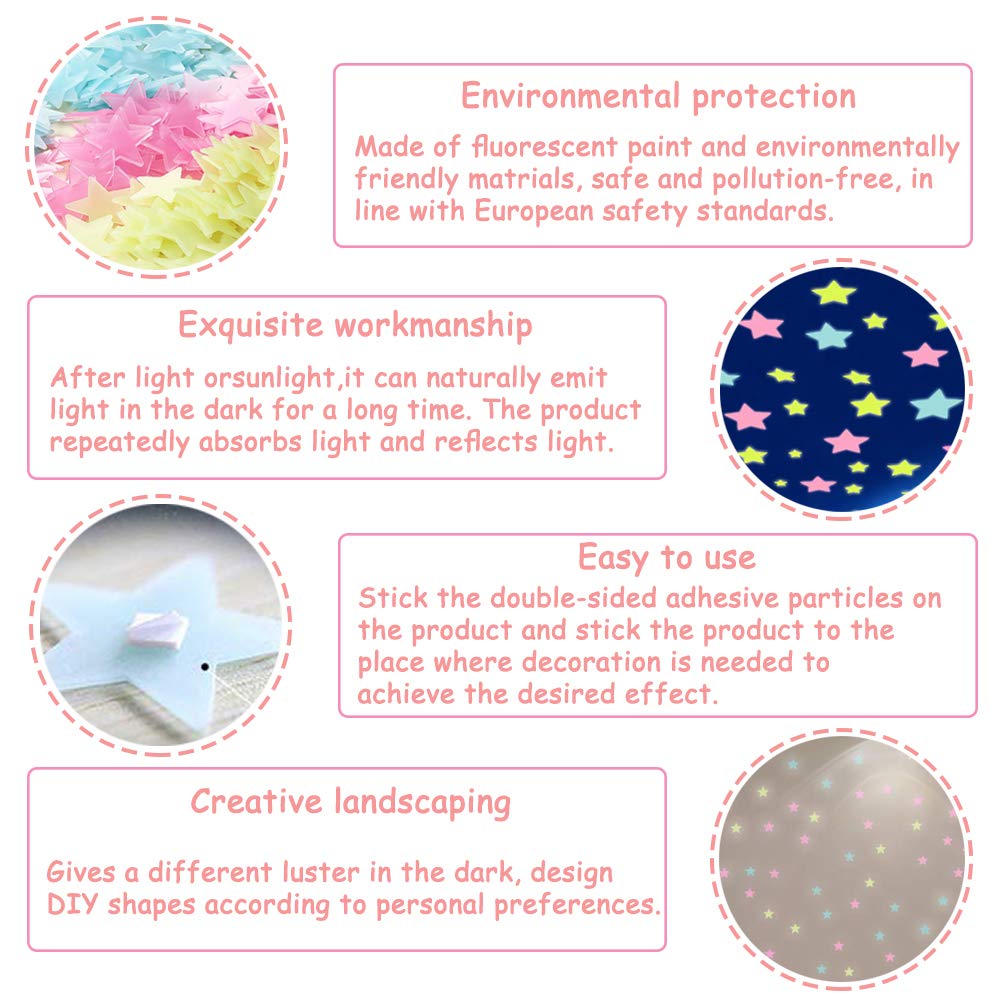 Environmental protection
Made of fluorescent paint and environmentally
friendly matrials, safe and pollution-free, in
line with European safety standards.
Exquisite workmanship
After light orsunlight,it can naturally emit
light in the dark for a long time. The product
repeatedly absorbs light and reflects light.
Easy to use
Stick the double-sided adhesive particles on
the product and stick the product to the
place where decoration is needed to
achieve the desired effect.
Creative landscaping
Gives a different luster in the dark, design
DIY shapes according to personal preferences.